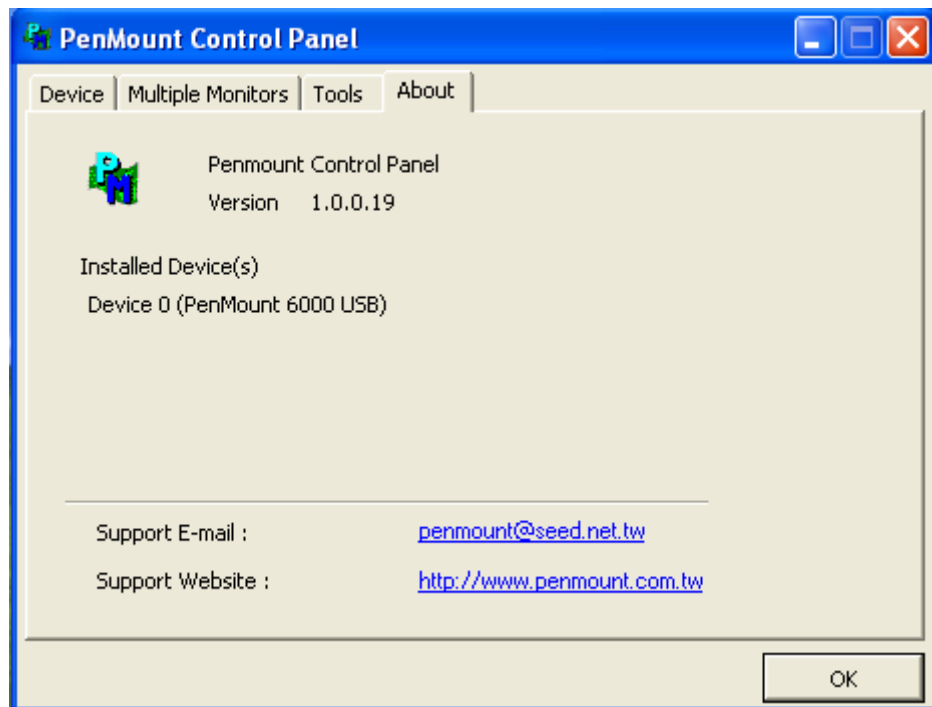 PenMount Control Panel
Device Multiple Monitors Tools About
PM
Penmount Control Panel
Version 1.0.0.19
Installed Device(s)
Device 0 (PenMount 6000 USB)
Support E-mail : penmount@seed.net.tw
Support Website : http://www.penmount.com.tw
OK